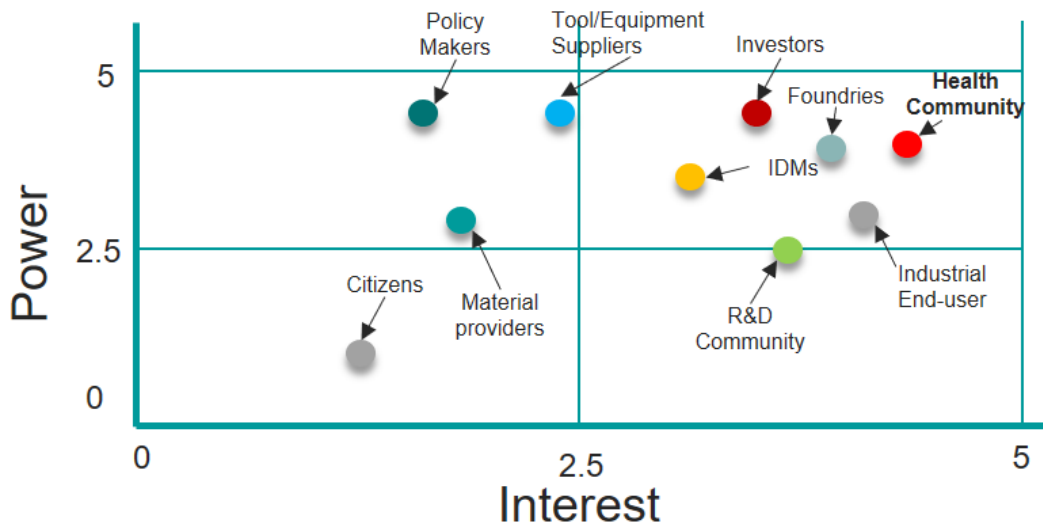 Policy
Makers
Tool/Equipment
Suppliers
Investors
Foundries
Health
Community
5
IDMs
Power
2.5
Citizens
Material
providers
R&D
Community
Industrial
End-user
0
0
2.5
5
Interest